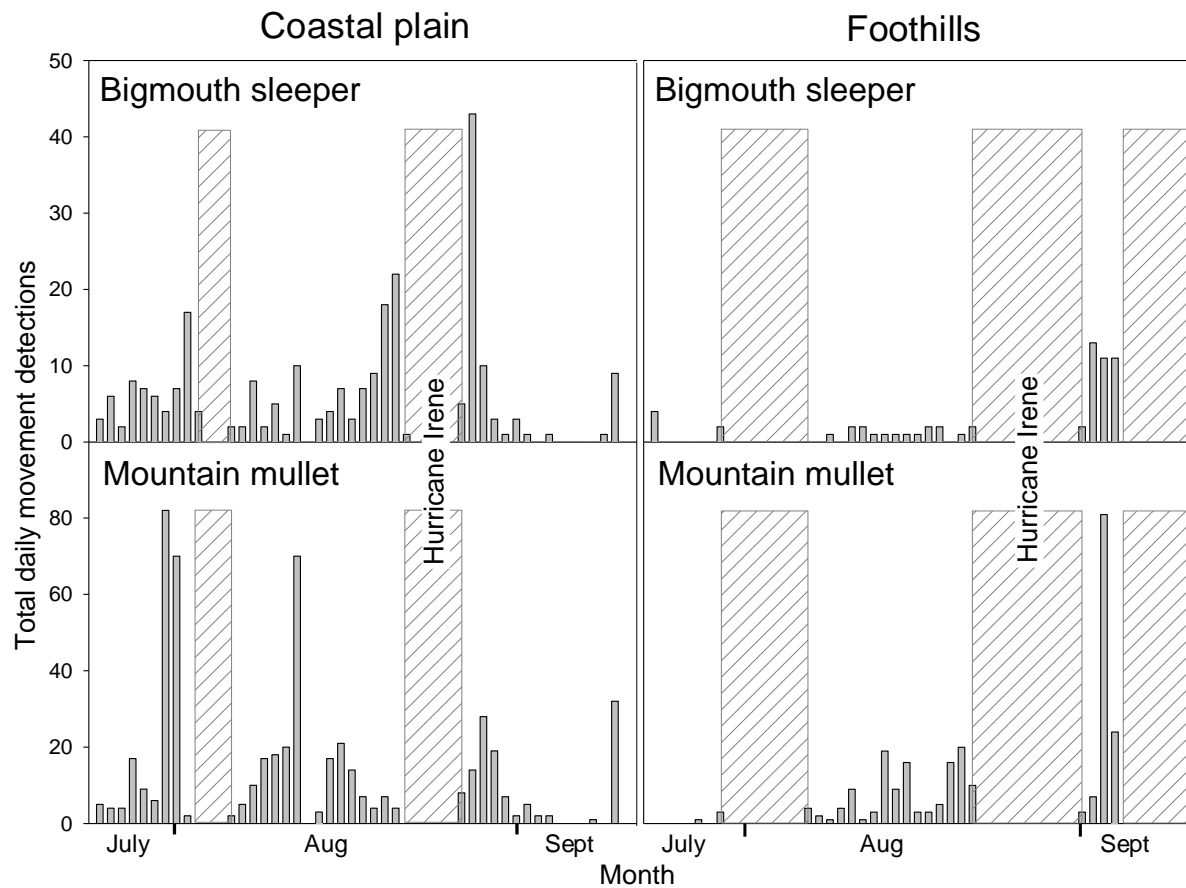 Coastal plain
Foothills
Total daily movement detections
50
40
30
20
10
0
Bigmouth sleeper
Bigmouth sleeper
80
60
40
20
0
Mountain mullet
Mountain mullet
Hurricane Irene
Hurricane Irene
July
Aug
Sept
July
Aug
Sept
Month